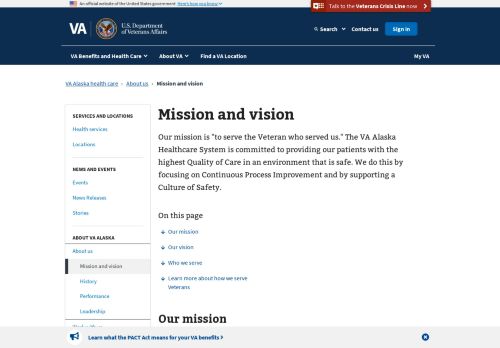 An official website of the United States government Here's how you know
Talk to the Veterans Crisis Line now
VA
U.S. Department
of Veterans Affairs
Search
Contact us
Sign in
VA Benefits and Health Care
About VA
Find a VA Location
My VA
VA Alaska health care
About us
Mission and vision
SERVICES AND LOCATIONS
Health services
Locations
NEWS AND EVENTS
Events
News Releases
Stories
ABOUT VA ALASKA
About us
Mission and vision
History
Performance
Leadership
Mission and vision
Our mission is "to serve the Veteran who served us." The VA Alaska
Healthcare System is committed to providing our patients with the
highest Quality of Care in an environment that is safe. We do this by
focusing on Continuous Process Improvement and by supporting a
Culture of Safety.
On this page
Our mission
Our vision
Who we serve
Learn more about how we serve
Veterans
Our mission
Learn what the PACT Act means for your VA benefits